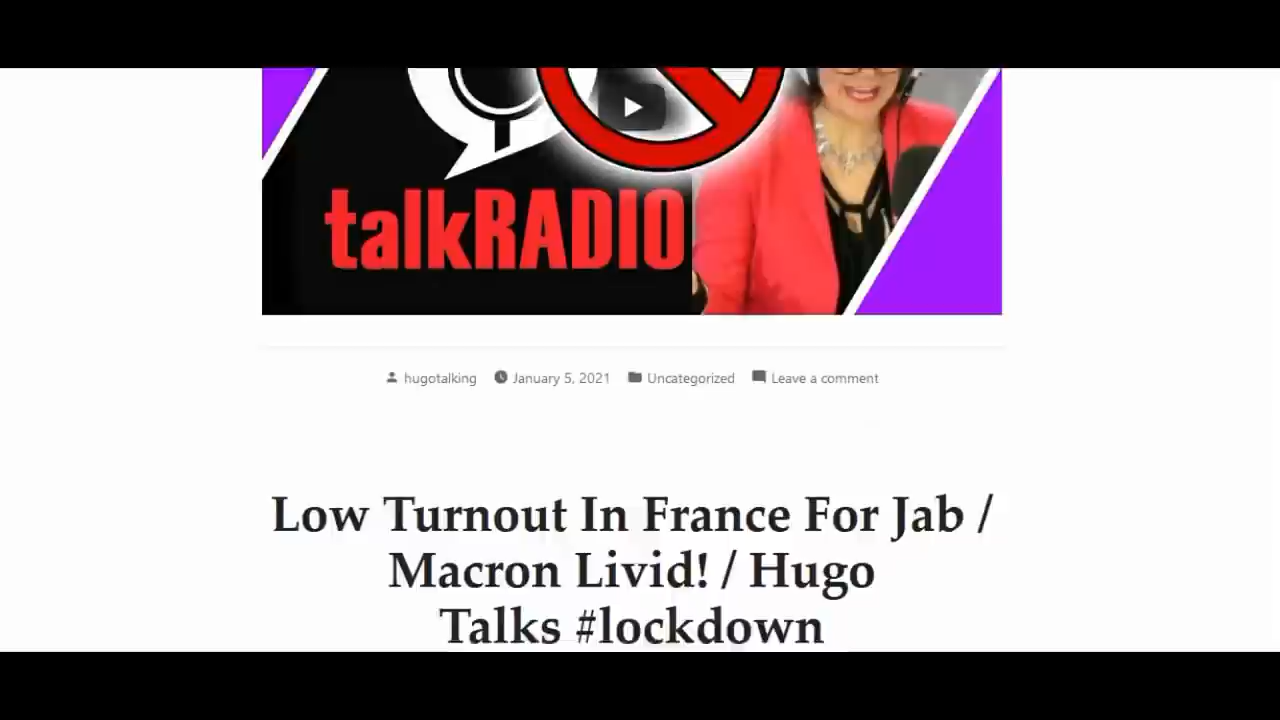 talkRADIO
hugotalking January 5, 2021 Uncategorized Leave a comment
Low Turnout In France For Jab /
Macron Livid! / Hugo
Talks #lockdown